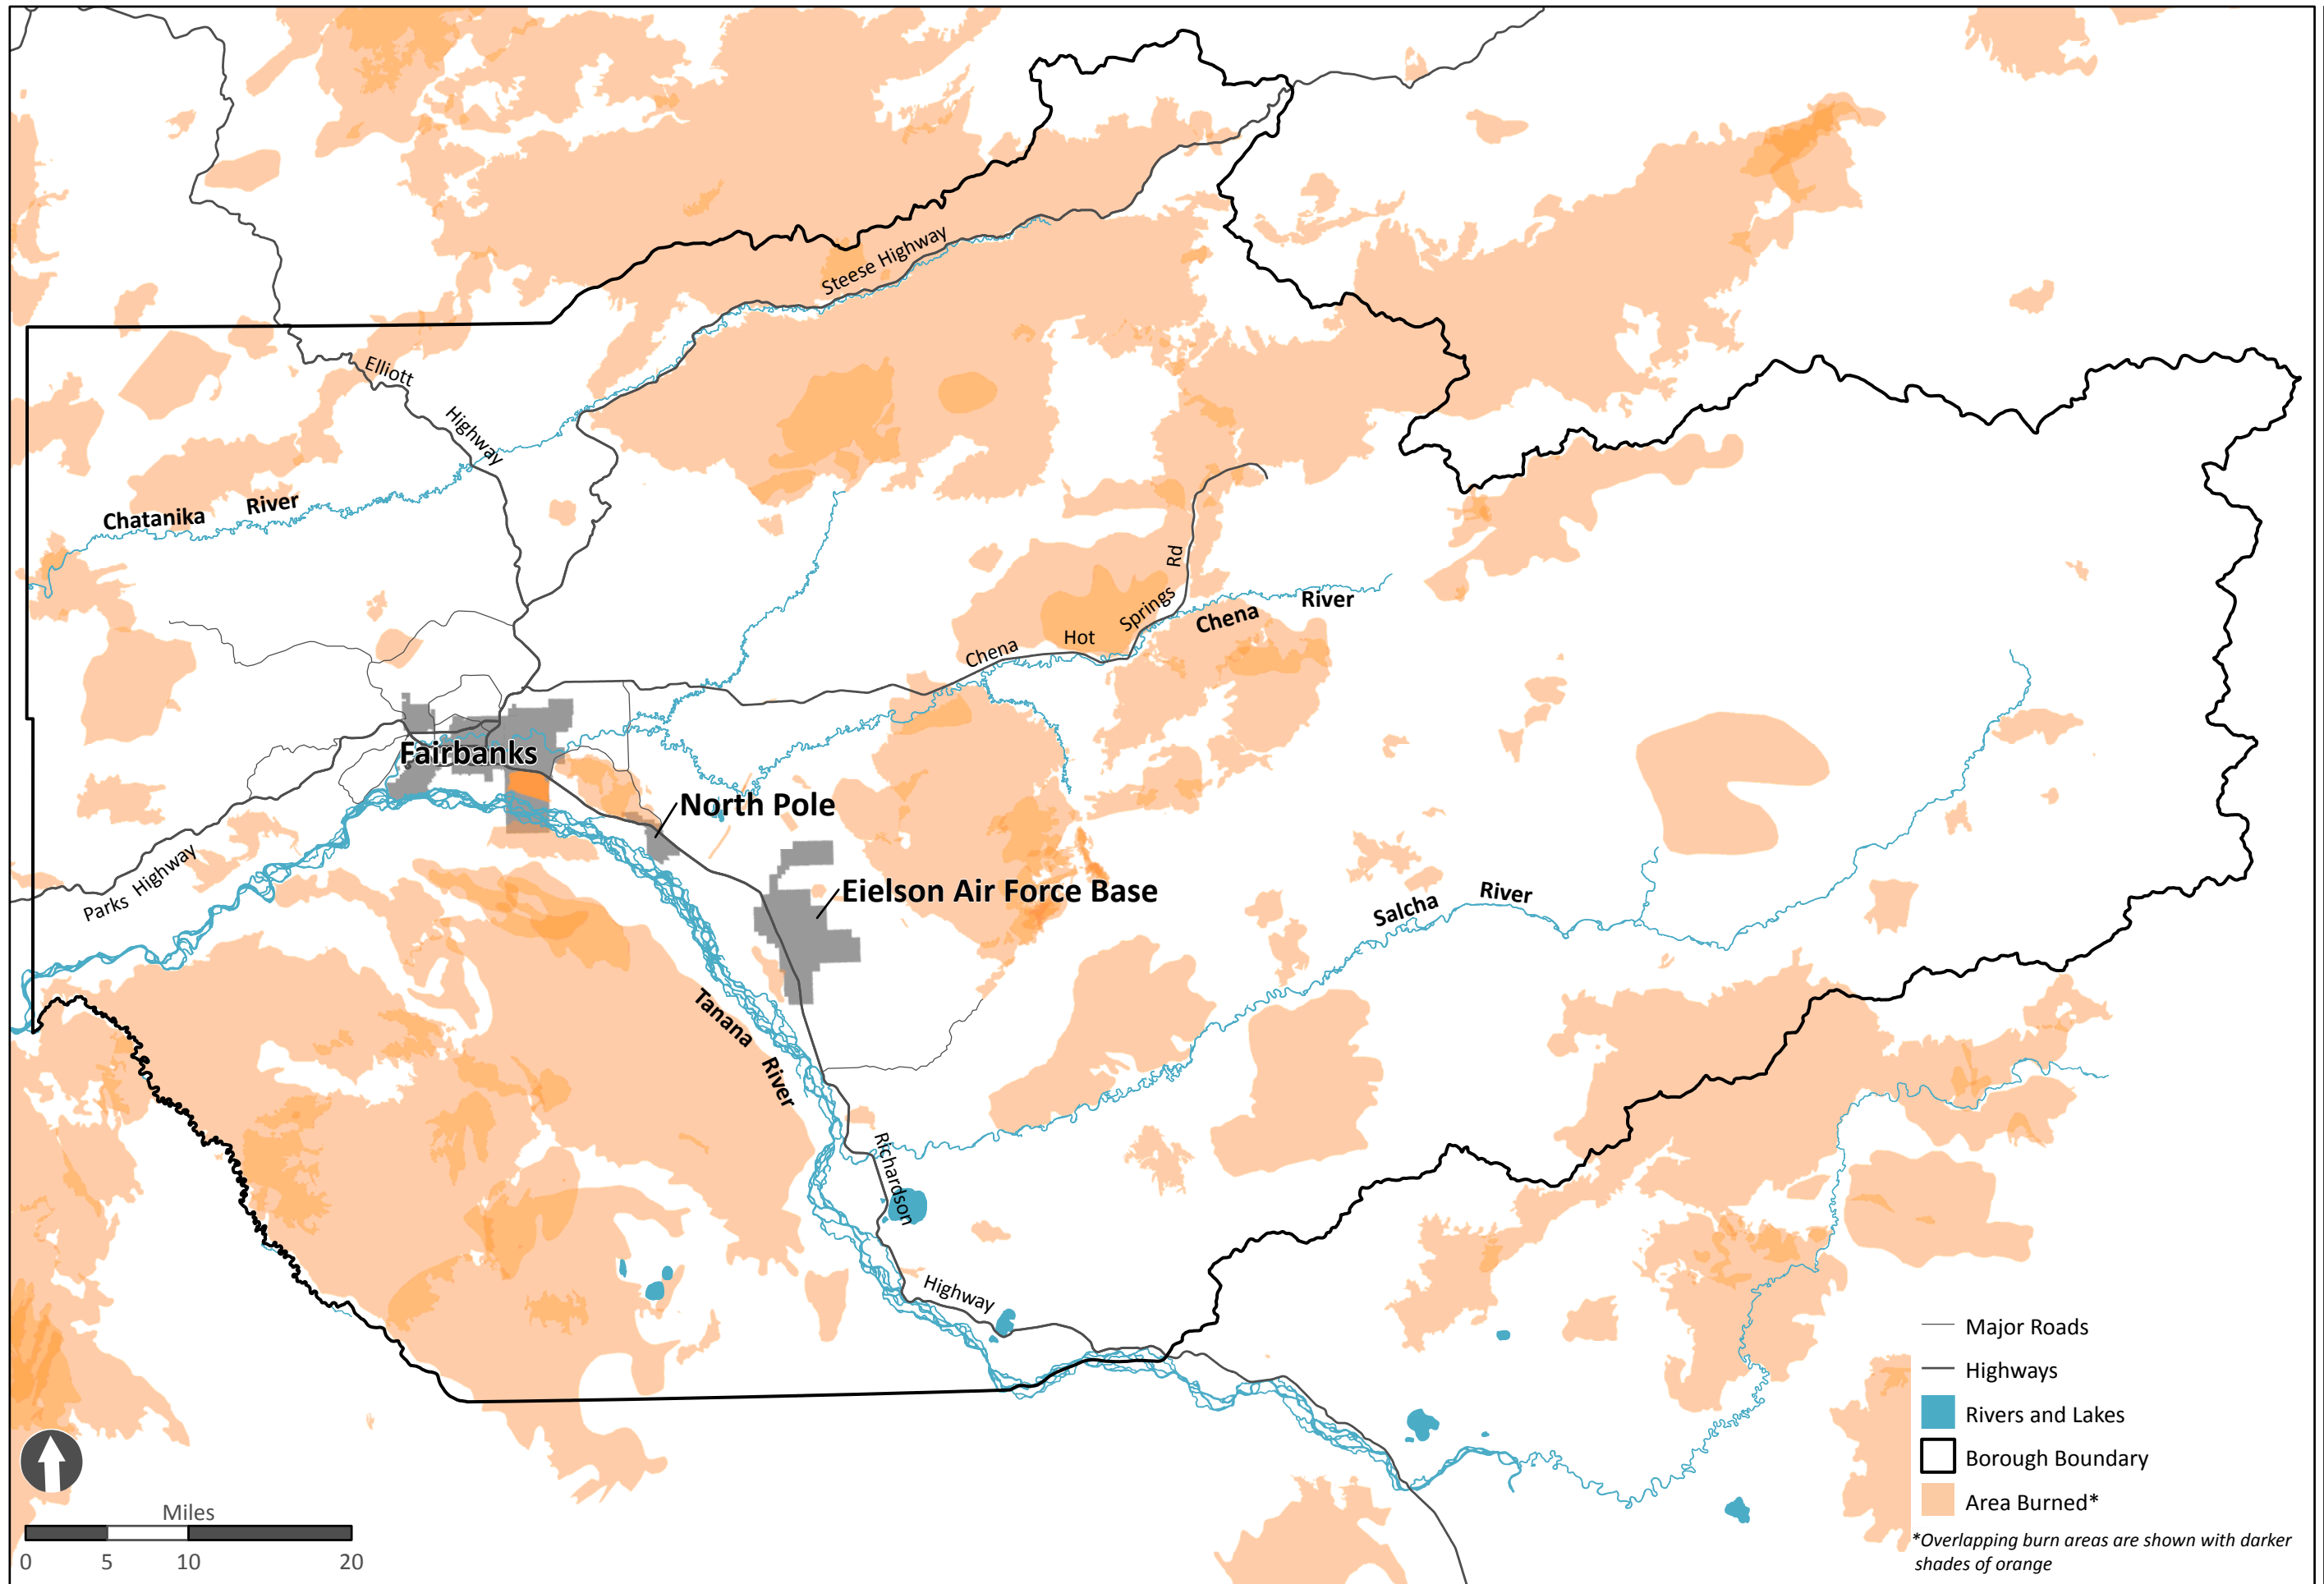 Steese Highway
Elliott
Highway
Chatanika River
Chena Hot Springs Rd
Chena River
Fairbanks
North Pole
Eielson Air Force Base
Parks Highway
Salcha River
Tanana River
Richardson
Highway
Major Roads
Highways
Rivers and Lakes
Borough Boundary
Area Burned*
*Overlapping burn areas are shown with darker
shades of orange
Miles
0 5 10 20